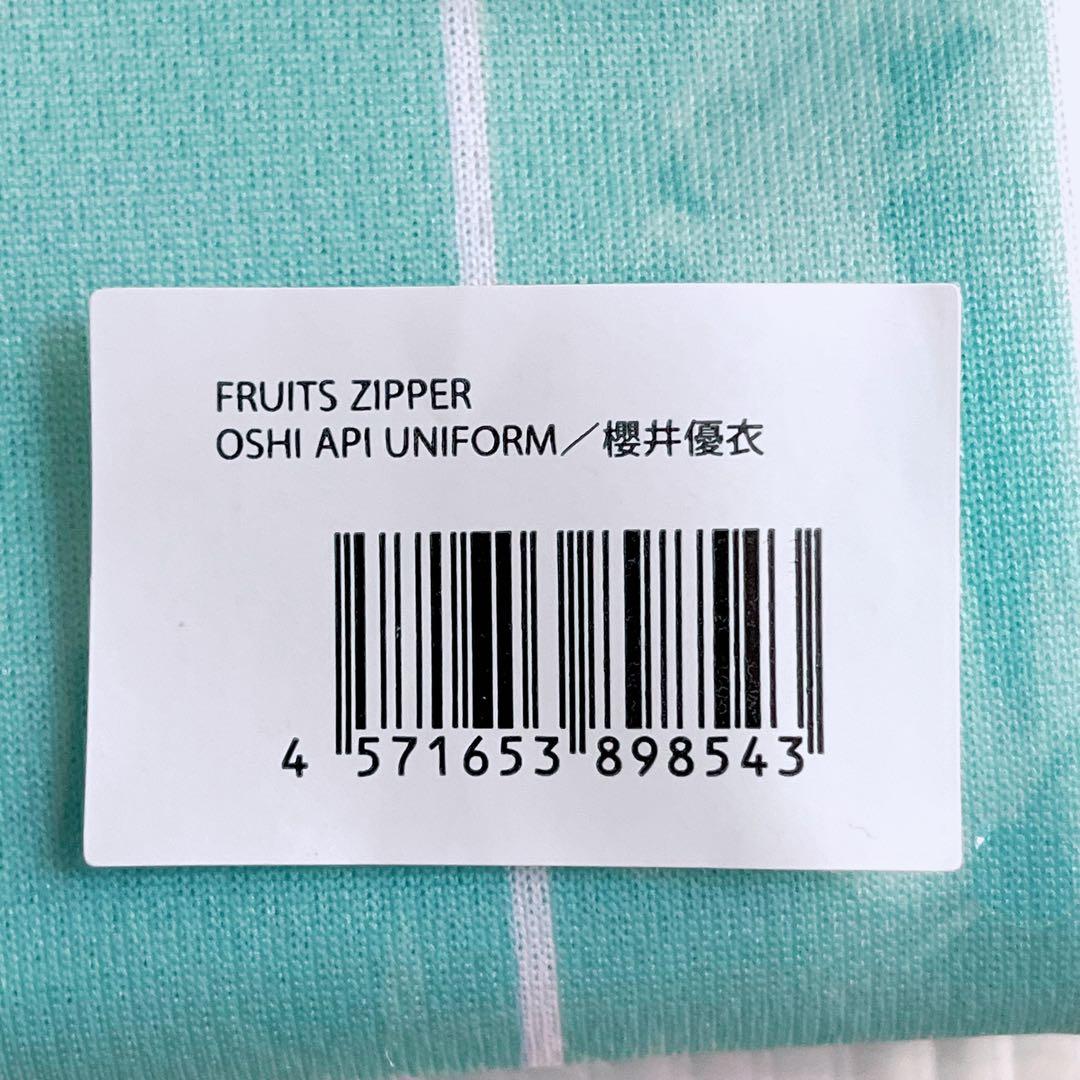 FRUITS ZIPPER
OSHI API UNIFORM／櫻井優衣
4 571653 898543